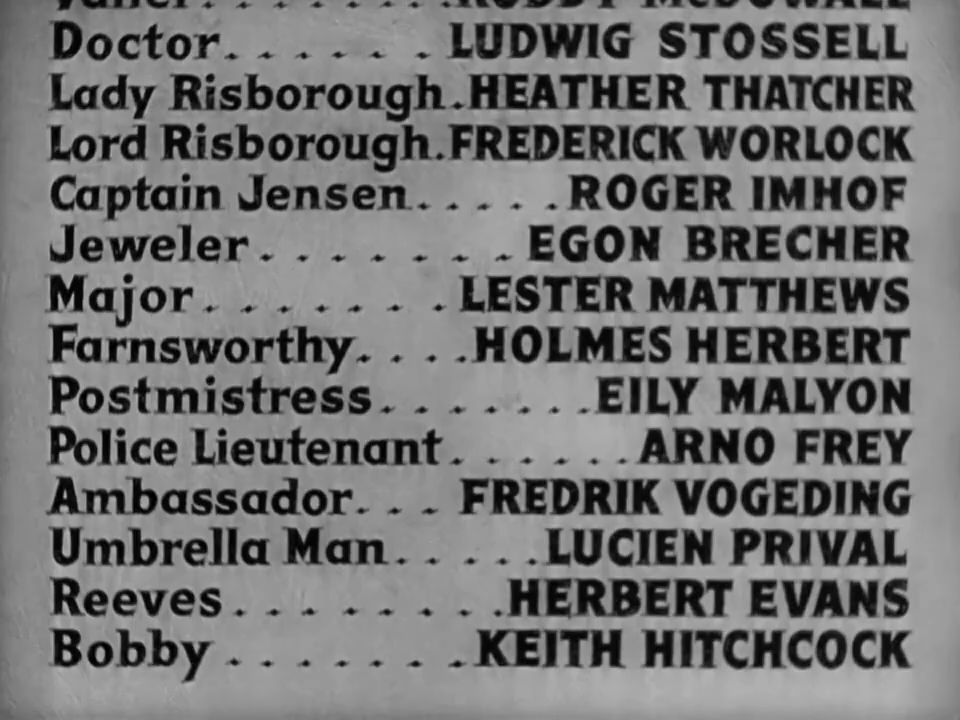 Doctor. . . . . . LUDWIG STOSSELL
Lady Risborough.HEATHER THATCHER
Lord Risborough.FREDERICK WORLOCK
Captain Jensen. . . . . ROGER IMHOF
Jeweler . . . . . . . EGON BRECHER
Major . . . . . . . LESTER MATTHEWS
Farnsworthy. . . .HOLMES HERBERT
Postmistress . . . . . . .EILY MALYON
Police Lieutenant . . . . . . ARNO FREY
Ambassador. . . FREDRIK VOGEDING
Umbrella Man . . . . .LUCIEN PRIVAL
Reeves . . . . . . . . .HERBERT EVANS
Bobby . . . . . . . KEITH HITCHCOCK